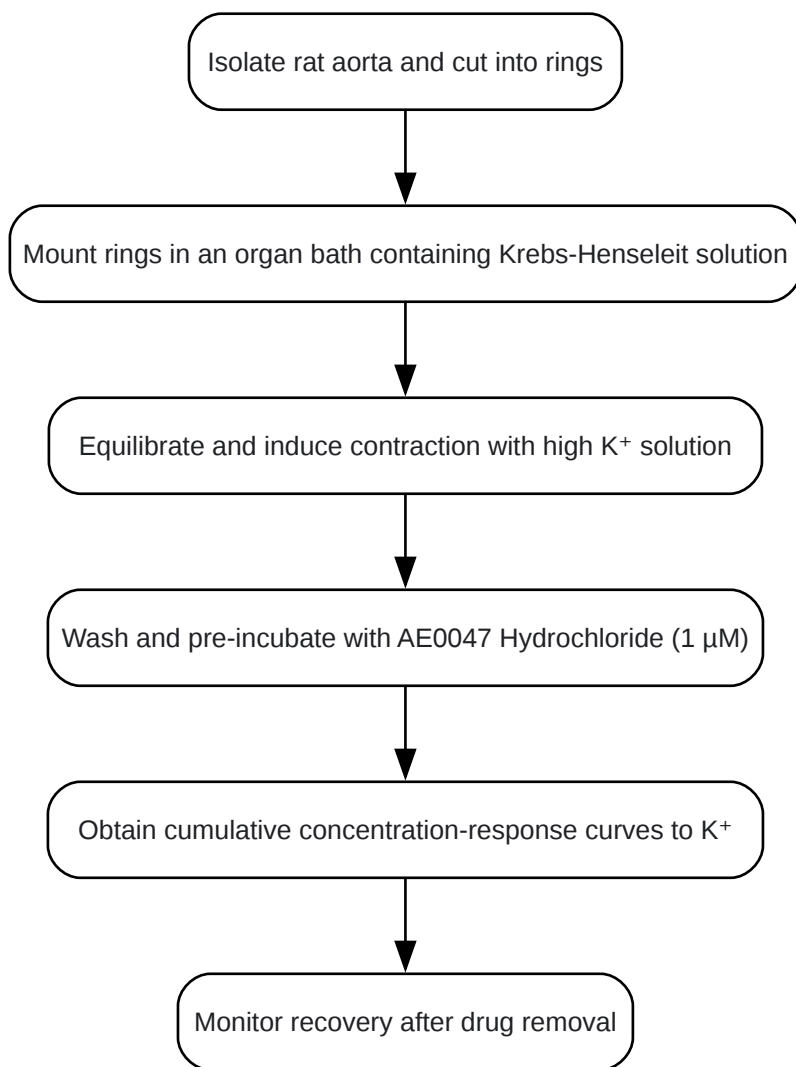 Isolate rat aorta and cut into rings
Mount rings in an organ bath containing Krebs-Henseleit solution
Equilibrate and induce contraction with high K⁺ solution
Wash and pre-incubate with AE0047 Hydrochloride (1 µM)
Obtain cumulative concentration-response curves to K⁺
Monitor recovery after drug removal